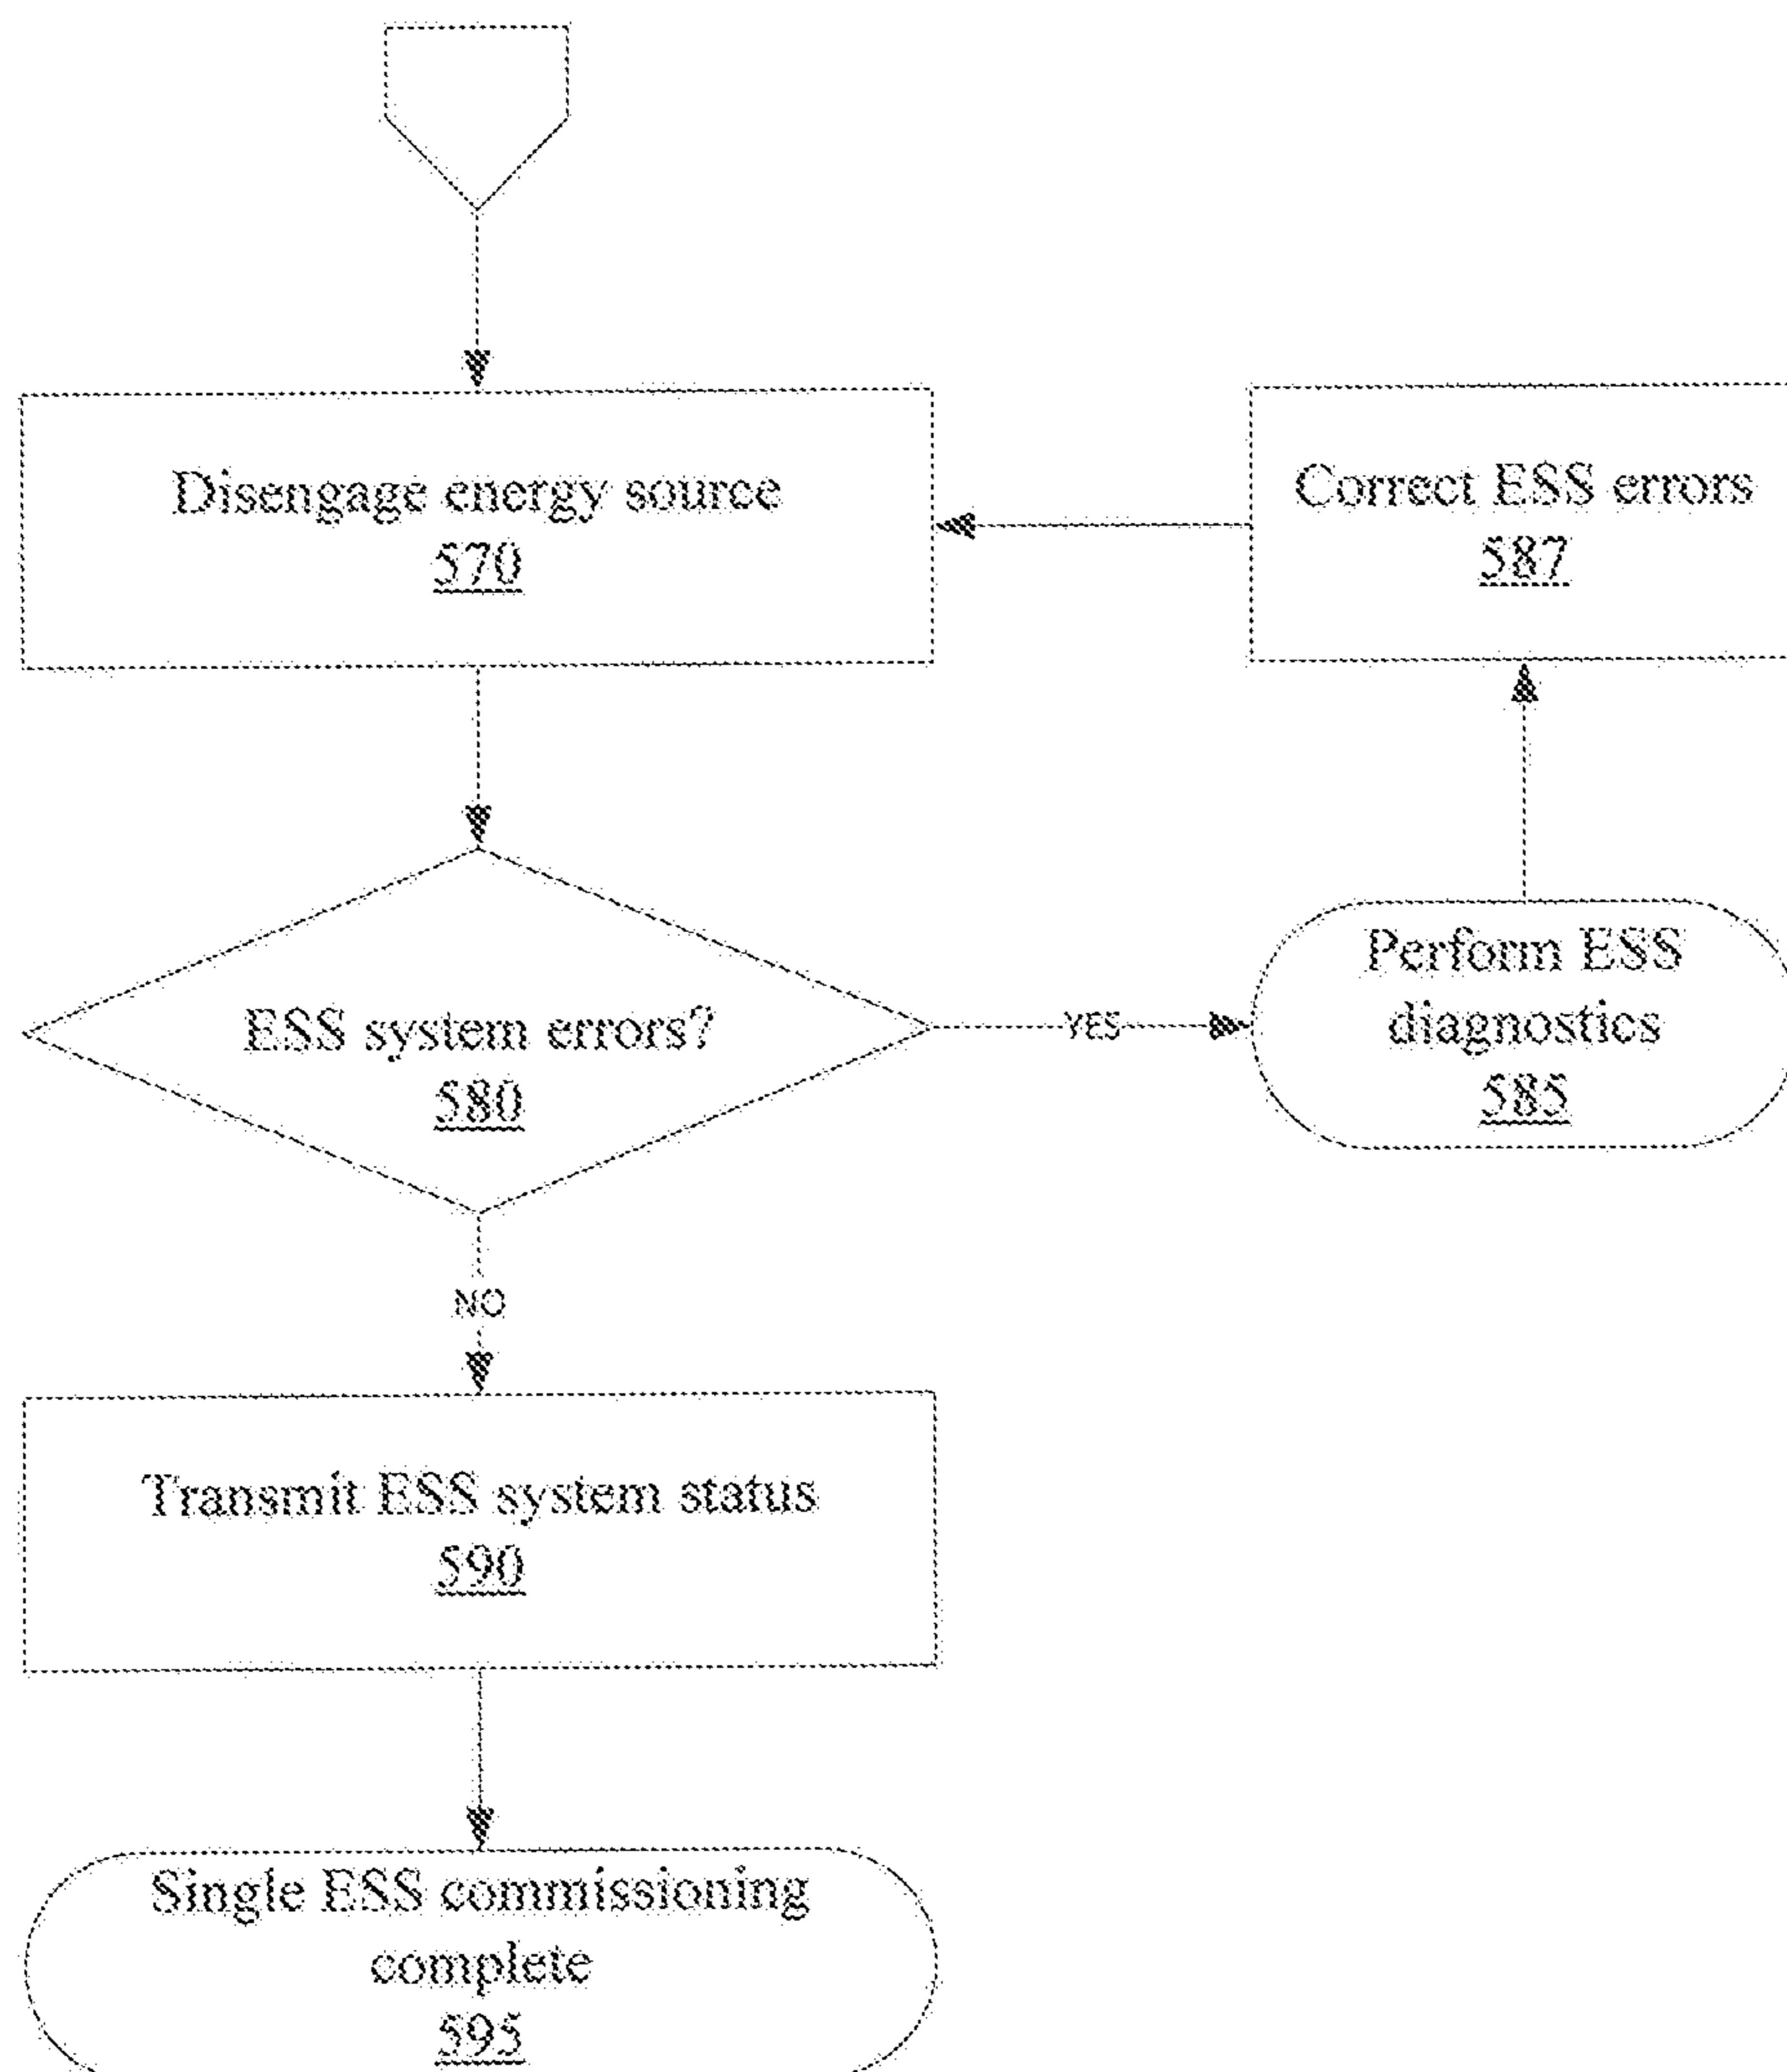 Disengage energy source
570
Correct ESS errors
587
ESS system errors?
580
YES
Perform ESS
diagnostics
585
NO
Transmit ESS system status
590
Single ESS commissioning
complete
595